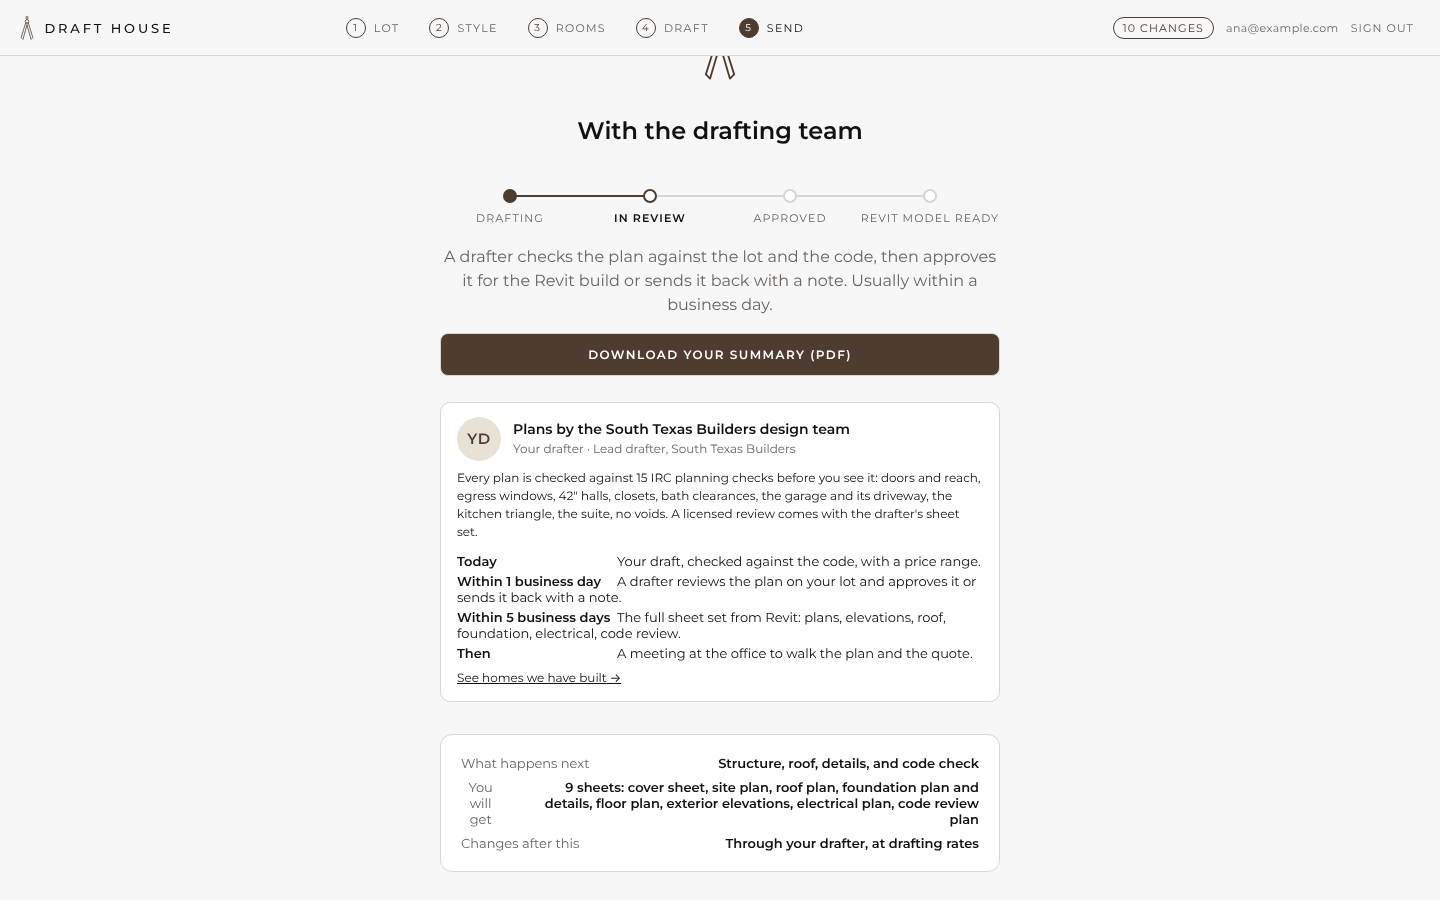 DRAFT HOUSE
1 LOT 2 STYLE 3 ROOMS 4 DRAFT 5 SEND
10 CHANGES ana@example.com SIGN OUT
With the drafting team
DRAFTING IN REVIEW APPROVED REVIT MODEL READY
A drafter checks the plan against the lot and the code, then approves
it for the Revit build or sends it back with a note. Usually within a
business day.
DOWNLOAD YOUR SUMMARY (PDF)
YD
Plans by the South Texas Builders design team
Your drafter · Lead drafter, South Texas Builders
Every plan is checked against 15 IRC planning checks before you see it: doors and reach,
egress windows, 42" halls, closets, bath clearances, the garage and its driveway, the
kitchen triangle, the suite, no voids. A licensed review comes with the drafter's sheet
set.
Today Your draft, checked against the code, with a price range.
Within 1 business day A drafter reviews the plan on your lot and approves it or
sends it back with a note.
Within 5 business days The full sheet set from Revit: plans, elevations, roof,
foundation, electrical, code review.
Then A meeting at the office to walk the plan and the quote.
See homes we have built →
What happens next Structure, roof, details, and code check
You will get 9 sheets: cover sheet, site plan, roof plan, foundation plan and
details, floor plan, exterior elevations, electrical plan, code review
plan
Changes after this Through your drafter, at drafting rates